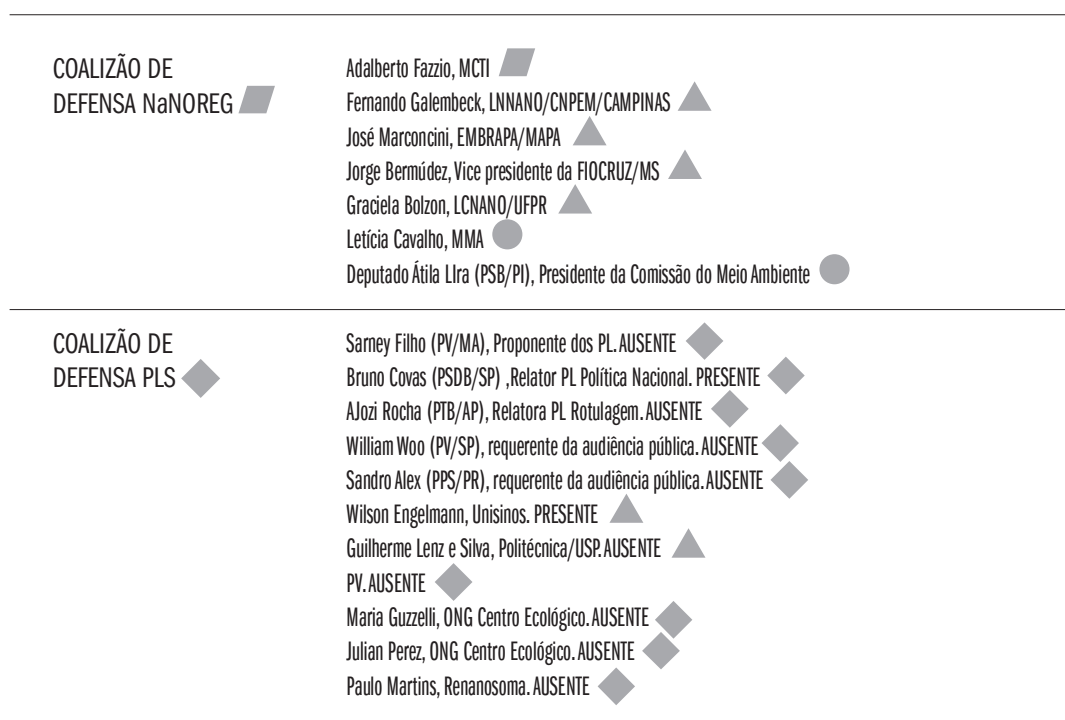 COALIZÃO DE
DEFENSA NaNOREG
Adalberto Fazzio, MCTI
Fernando Galembeck, LNNANO/CNPEM/CAMPINAS
José Marconcini, EMBRAPA/MAPA
Jorge Bermúdez, Vice presidente da FIOCRUZ/MS
Graciela Bolzon, LCNANO/UFPR
Letícia Cavalho, MMA
Deputado Átila LIra (PSB/PI), Presidente da Comissão do Meio Ambiente
COALIZÃO DE
DEFENSA PLS
Sarney Filho (PV/MA), Proponente dos PL. AUSENTE
Bruno Covas (PSDB/SP) ,Relator PL Política Nacional. PRESENTE
AJozi Rocha (PTB/AP), Relatora PL Rotulagem. AUSENTE
William Woo (PV/SP), requerente da audiência pública. AUSENTE
Sandro Alex (PPS/PR), requerente da audiência pública. AUSENTE
Wilson Engelmann, Unisinos. PRESENTE
Guilherme Lenz e Silva, Politécnica/USP. AUSENTE
PV. AUSENTE
Maria Guzzelli, ONG Centro Ecológico. AUSENTE
Julian Perez, ONG Centro Ecológico. AUSENTE
Paulo Martins, Renanosoma. AUSENTE